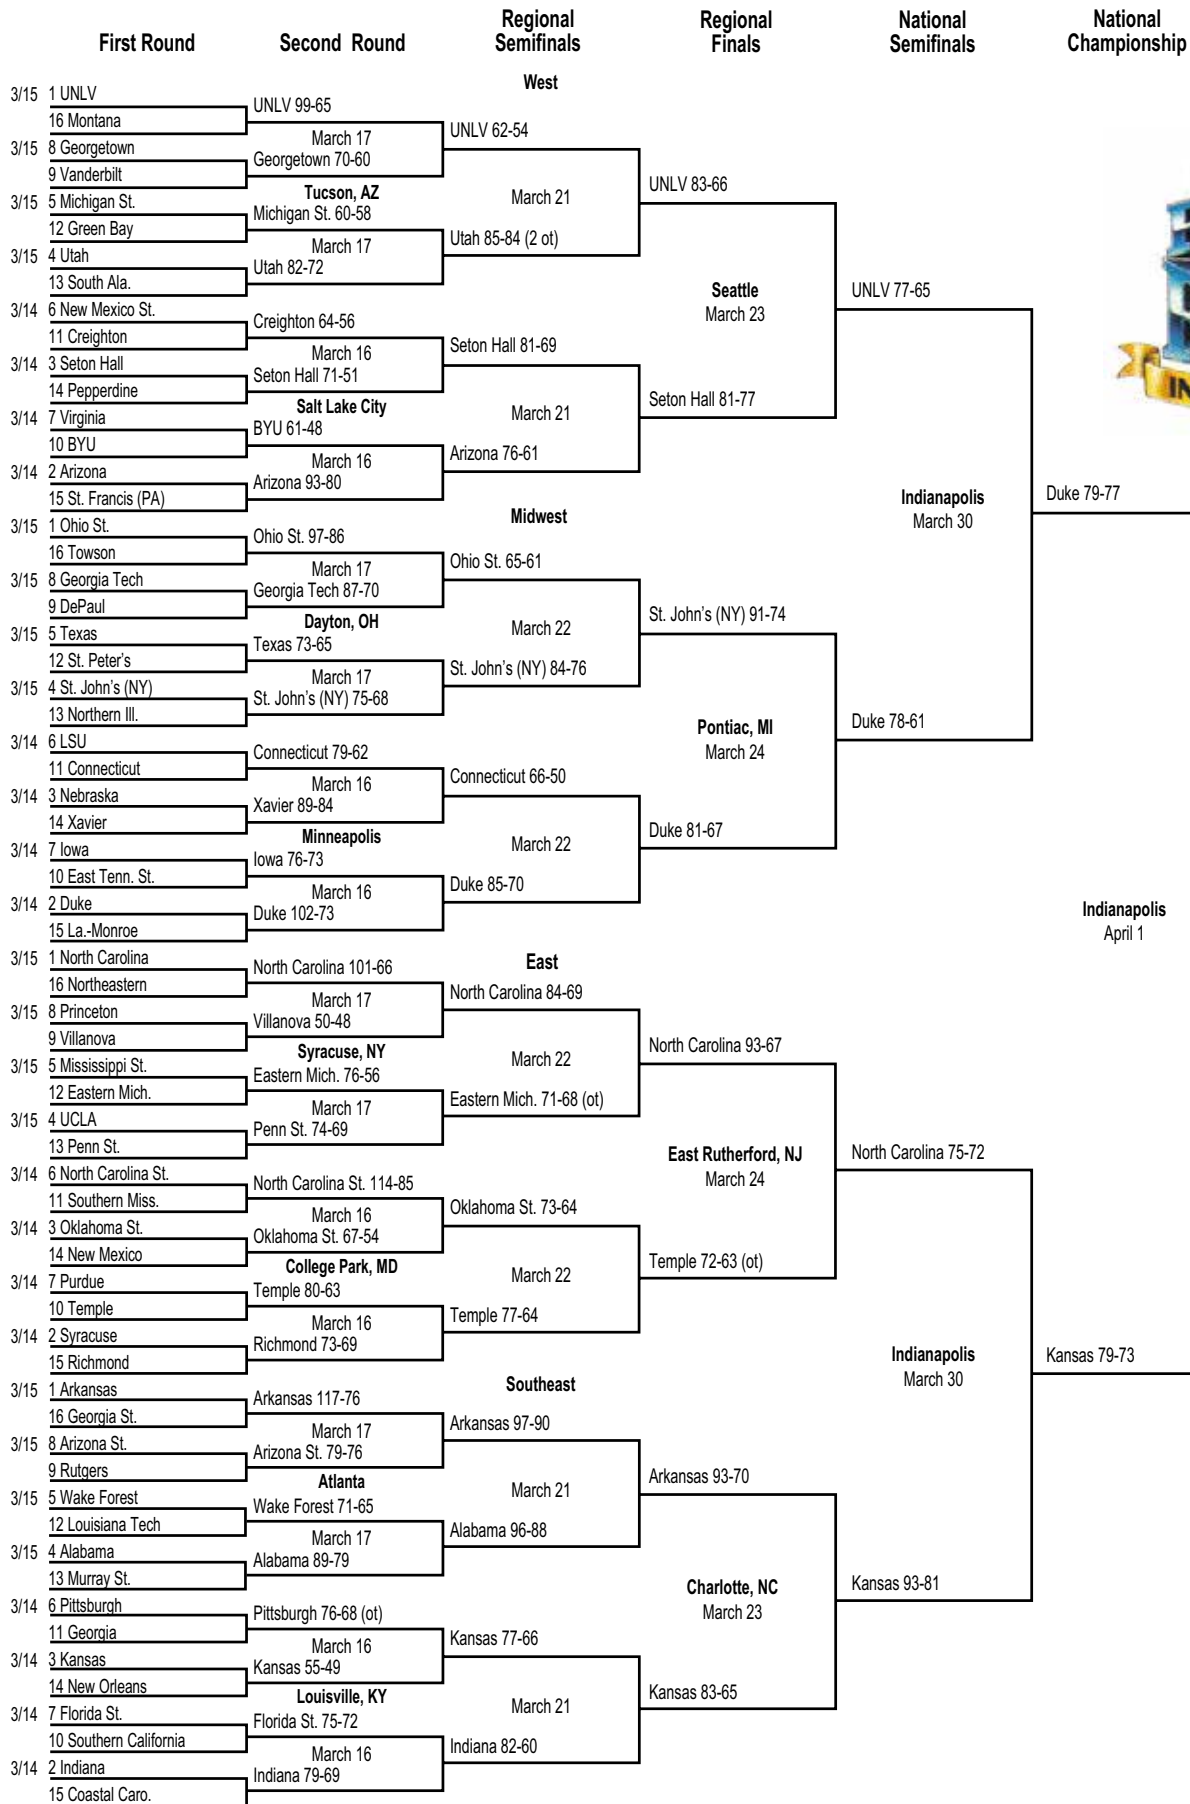 First Round
Second Round
Regional
Semifinals
Regional
Finals
National
Semifinals
National
Championship
West
3/15 1 UNLV
16 Montana
3/15 8 Georgetown
9 Vanderbilt
3/15 5 Michigan St.
12 Green Bay
3/15 4 Utah
13 South Ala.
3/14 6 New Mexico St.
11 Creighton
3/14 3 Seton Hall
14 Pepperdine
3/14 7 Virginia
10 BYU
3/14 2 Arizona
15 St. Francis (PA)
UNLV 99-65
March 17
Georgetown 70-60
Tucson, AZ
Michigan St. 60-58
March 17
Utah 82-72
Creighton 64-56
March 16
Seton Hall 71-51
Salt Lake City
BYU 61-48
March 16
Arizona 93-80
UNLV 62-54
March 21
Utah 85-84 (2 ot)
Seton Hall 81-69
March 21
Arizona 76-61
UNLV 83-66
Seattle
March 23
Seton Hall 81-77
UNLV 77-65
Midwest
3/15 1 Ohio St.
16 Towson
3/15 8 Georgia Tech
9 DePaul
3/15 5 Texas
12 St. Peter's
3/15 4 St. John's (NY)
13 Northern Ill.
3/14 6 LSU
11 Connecticut
3/14 3 Nebraska
14 Xavier
3/14 7 Iowa
10 East Tenn. St.
3/14 2 Duke
15 La.-Monroe
Ohio St. 97-86
March 17
Georgia Tech 87-70
Dayton, OH
Texas 73-65
March 17
St. John's (NY) 75-68
Connecticut 79-62
March 16
Xavier 89-84
Minneapolis
Iowa 76-73
March 16
Duke 102-73
Ohio St. 65-61
March 22
St. John's (NY) 84-76
Connecticut 66-50
March 22
Duke 85-70
St. John's (NY) 91-74
Pontiac, MI
March 24
Duke 81-67
Duke 78-61
Indianapolis
March 30
Duke 79-77
IN
Indianapolis
April 1
East
3/15 1 North Carolina
16 Northeastern
3/15 8 Princeton
9 Villanova
3/15 5 Mississippi St.
12 Eastern Mich.
3/15 4 UCLA
13 Penn St.
3/14 6 North Carolina St.
11 Southern Miss.
3/14 3 Oklahoma St.
14 New Mexico
3/14 7 Purdue
10 Temple
3/14 2 Syracuse
15 Richmond
North Carolina 101-66
March 17
Villanova 50-48
Syracuse, NY
Eastern Mich. 76-56
March 17
Penn St. 74-69
North Carolina St. 114-85
March 16
Oklahoma St. 67-54
College Park, MD
Temple 80-63
March 16
Richmond 73-69
North Carolina 84-69
March 22
Eastern Mich. 71-68 (ot)
Oklahoma St. 73-64
March 22
Temple 77-64
North Carolina 93-67
East Rutherford, NJ
March 24
Temple 72-63 (ot)
North Carolina 75-72
Southeast
3/15 1 Arkansas
16 Georgia St.
3/15 8 Arizona St.
9 Rutgers
3/15 5 Wake Forest
12 Louisiana Tech
3/15 4 Alabama
13 Murray St.
3/14 6 Pittsburgh
11 Georgia
3/14 3 Kansas
14 New Orleans
3/14 7 Florida St.
10 Southern California
3/14 2 Indiana
15 Coastal Caro.
Arkansas 117-76
March 17
Arizona St. 79-76
Atlanta
Wake Forest 71-65
March 17
Alabama 89-79
Pittsburgh 76-68 (ot)
March 16
Kansas 55-49
Louisville, KY
Florida St. 75-72
March 16
Indiana 79-69
Arkansas 97-90
March 21
Alabama 96-88
Kansas 77-66
March 21
Indiana 82-60
Arkansas 93-70
Charlotte, NC
March 23
Kansas 83-65
Kansas 93-81
Indianapolis
March 30
Kansas 79-73